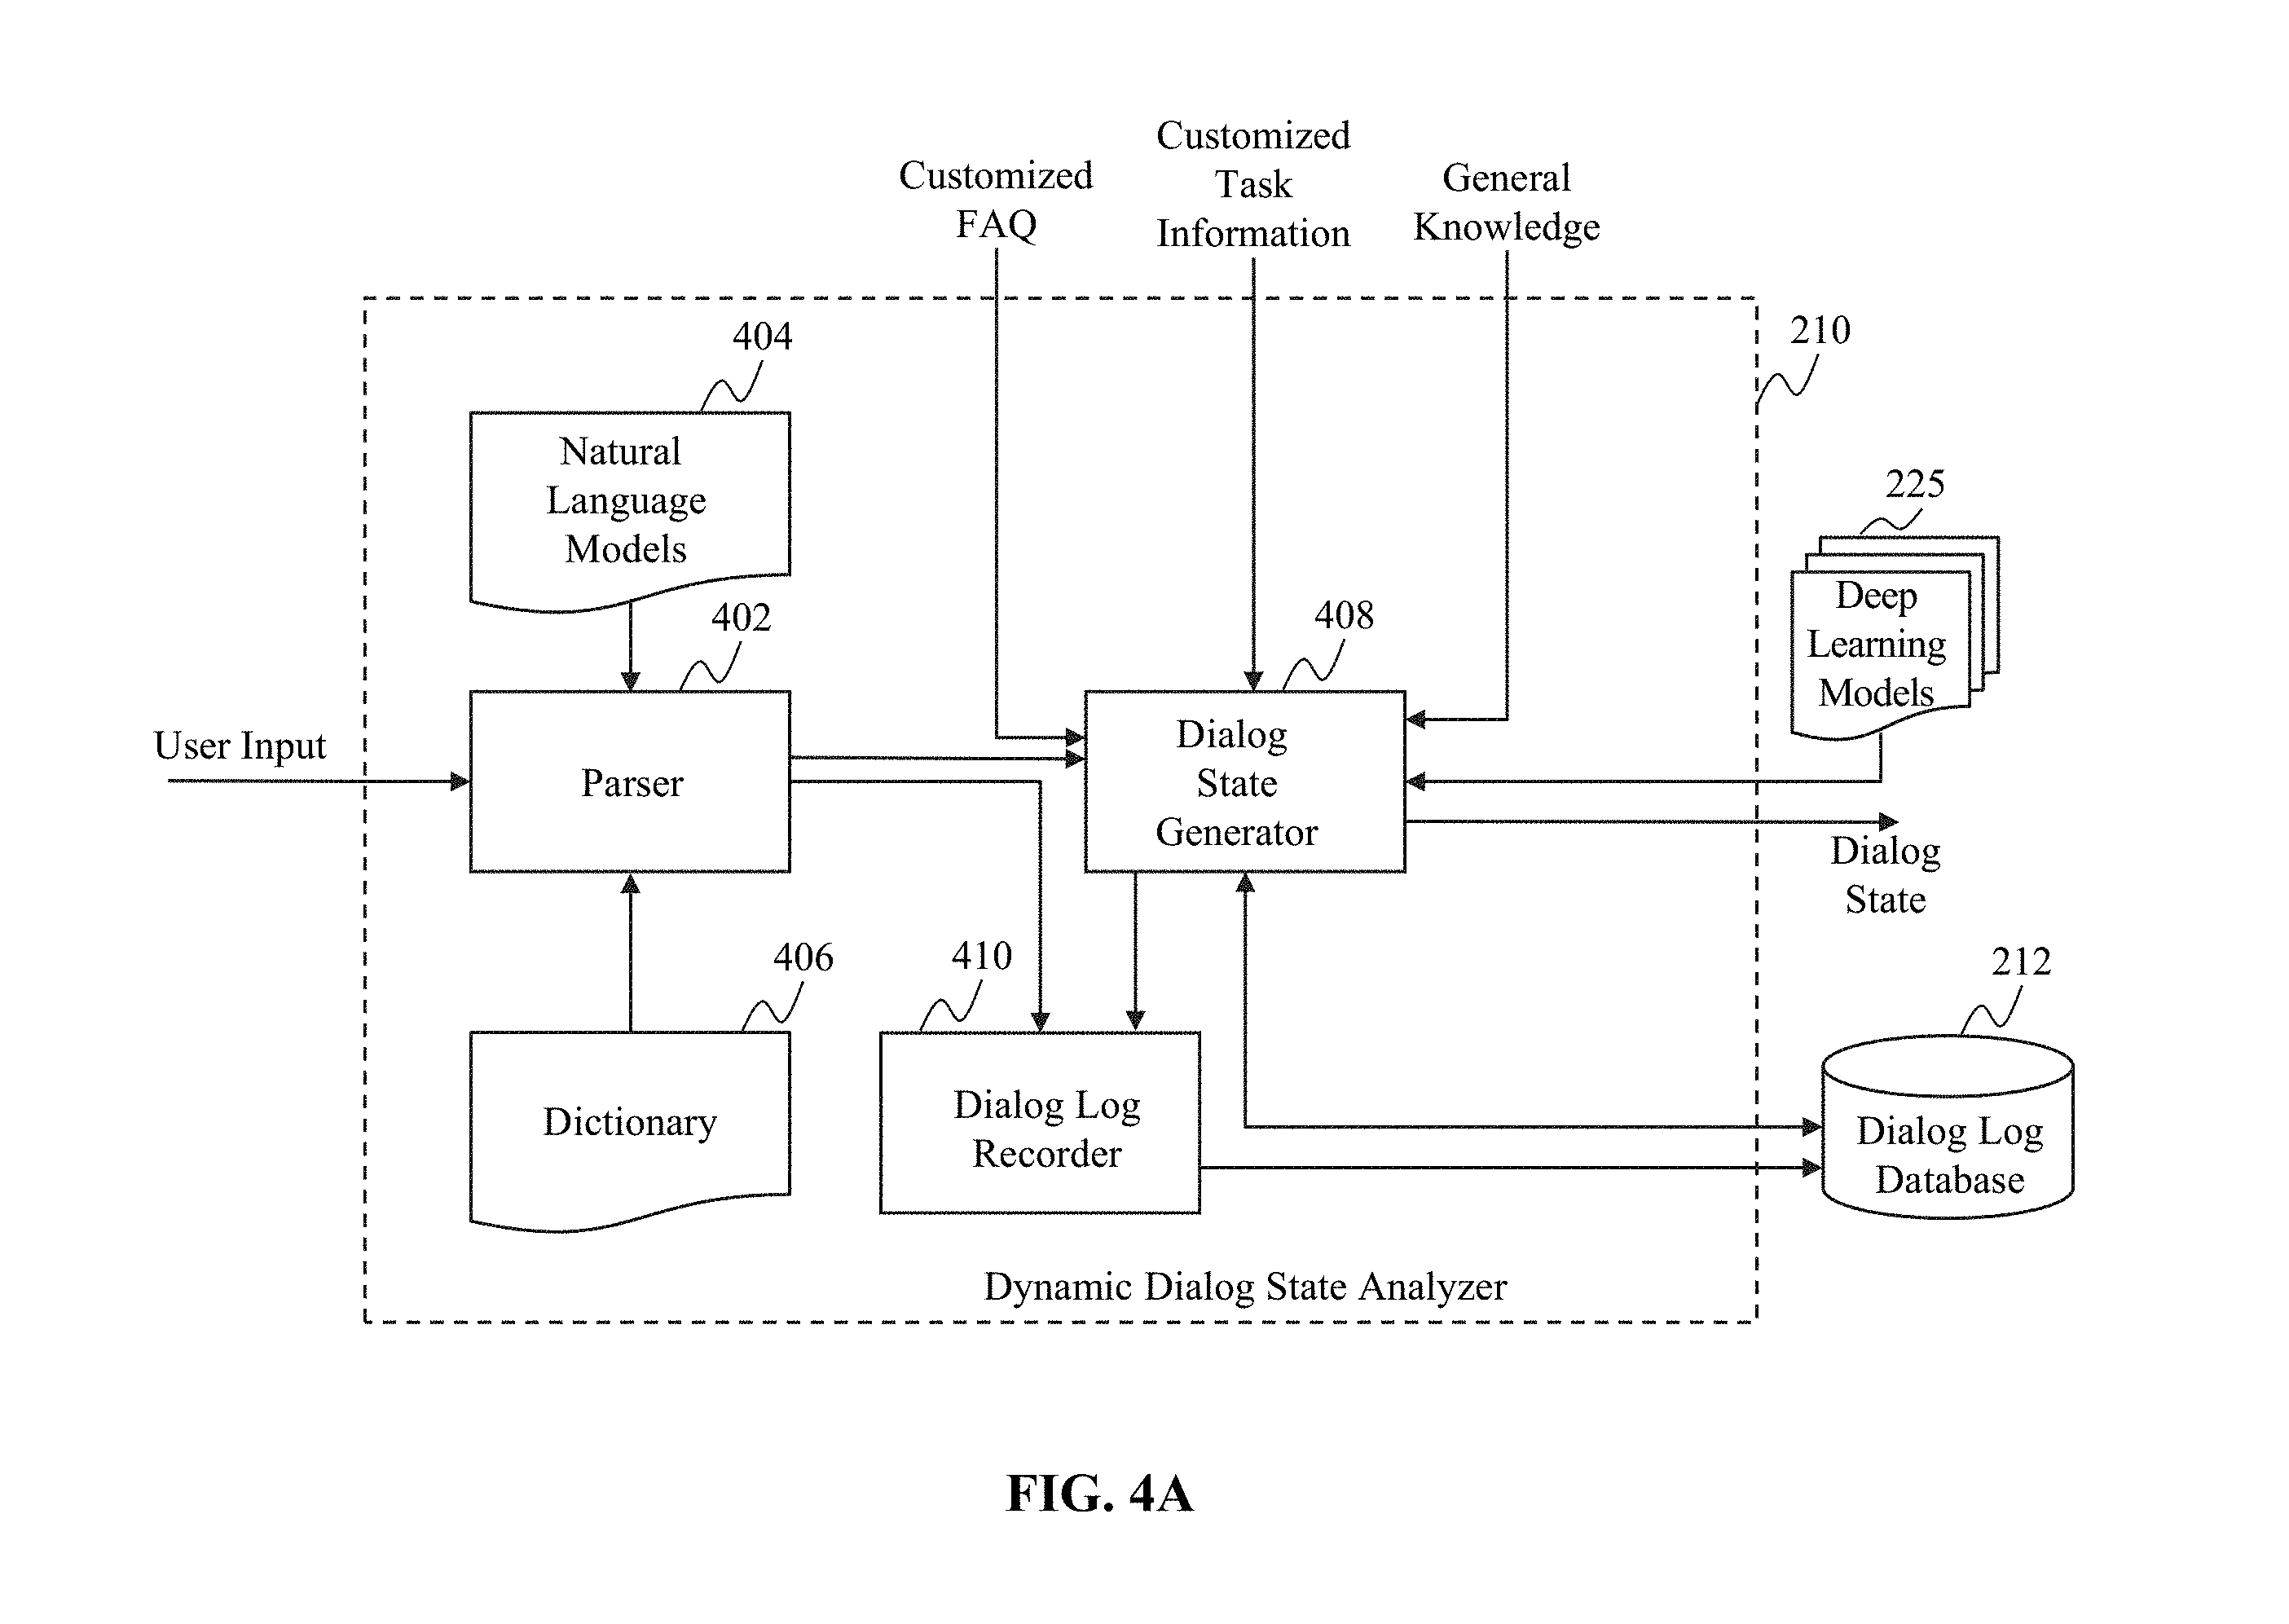 Customized
FAQ
Customized
Task
Information
General
Knowledge
210
404
Natural
Language
Models
225
Deep
Learning
Models
402
408
User Input
Parser
Dialog
State
Generator
Dialog
State
406
410
212
Dictionary
Dialog Log
Recorder
Dialog Log
Database
Dynamic Dialog State Analyzer
FIG. 4A